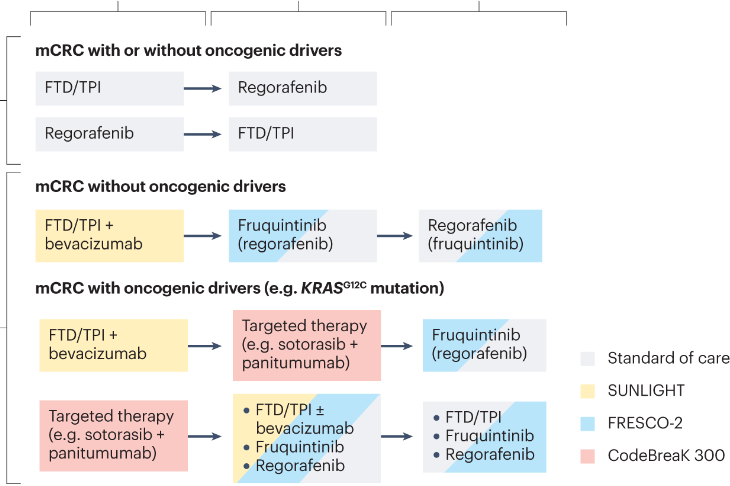 mCRC with or without oncogenic drivers
FTD/TPI
Regorafenib
Regorafenib
FTD/TPI
mCRC without oncogenic drivers
FTD/TPI +
bevacizumab
Fruquintinib
(regorafenib)
Regorafenib
(fruquintinib)
mCRC with oncogenic drivers (e.g. KRASG12C mutation)
FTD/TPI +
bevacizumab
Targeted therapy
(e.g. sotorasib +
panitumumab)
Fruquintinib
(regorafenib)
Targeted therapy
(e.g. sotorasib +
panitumumab)
• FTD/TPI ±
bevacizumab
• Fruquintinib
• Regorafenib
• FTD/TPI
• Fruquintinib
• Regorafenib
Standard of care
SUNLIGHT
FRESCO-2
CodeBreaK 300